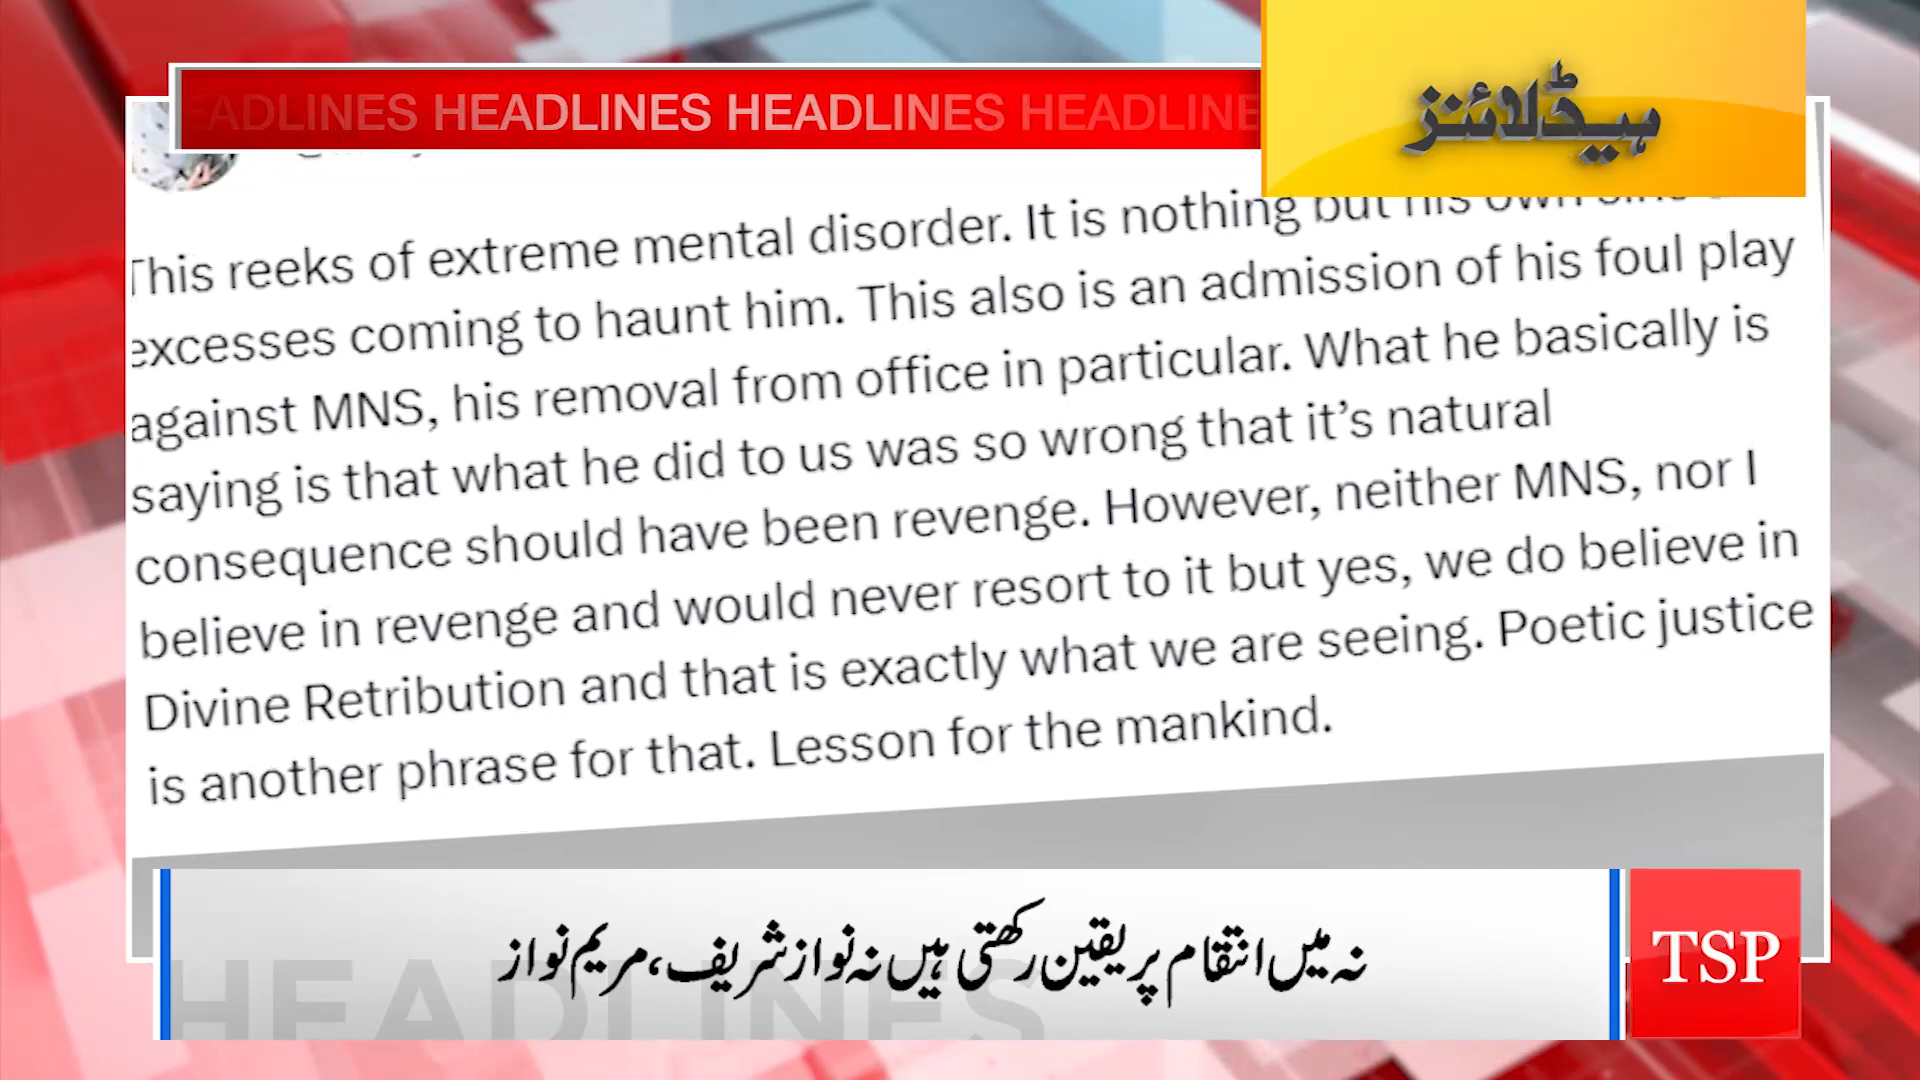 HEADLINES HEADLINES
ہیڈلائنز
This reeks of extreme mental disorder. It is nothing but his own
excesses coming to haunt him. This also is an admission of his foul play
against MNS, his removal from office in particular. What he basically is
saying is that what he did to us was so wrong that it’s natural
consequence should have been revenge. However, neither MNS, nor I
believe in revenge and would never resort to it but yes, we do believe in
Divine Retribution and that is exactly what we are seeing. Poetic justice
is another phrase for that. Lesson for the mankind.
نہ میں انتقام پر یقین رکھتی ہیں نہ نواز شریف، مریم نواز
HEADLINES
TSP